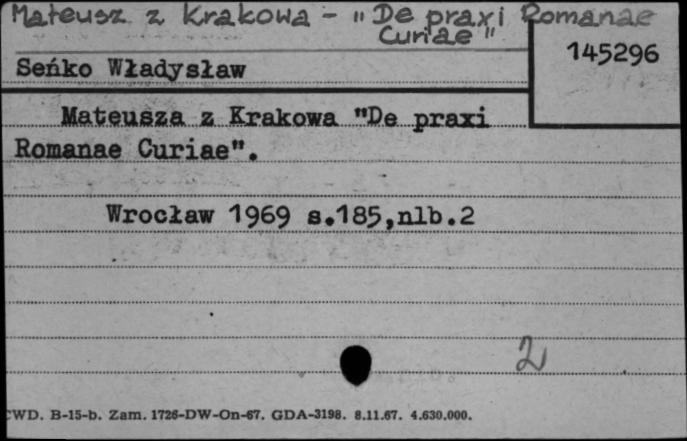 Mateusz z Krakowa - "De praxi Romanae
Curiae"
145296
Seńko Władysław
Mateusza z Krakowa "De praxi
Romanae Curiae".
Wrocław 1969 s.185,nlb.2
2
CWD. B-15-b. Zam. 1726-DW-On-67. GDA-3198. 8.11.67. 4.630.000.